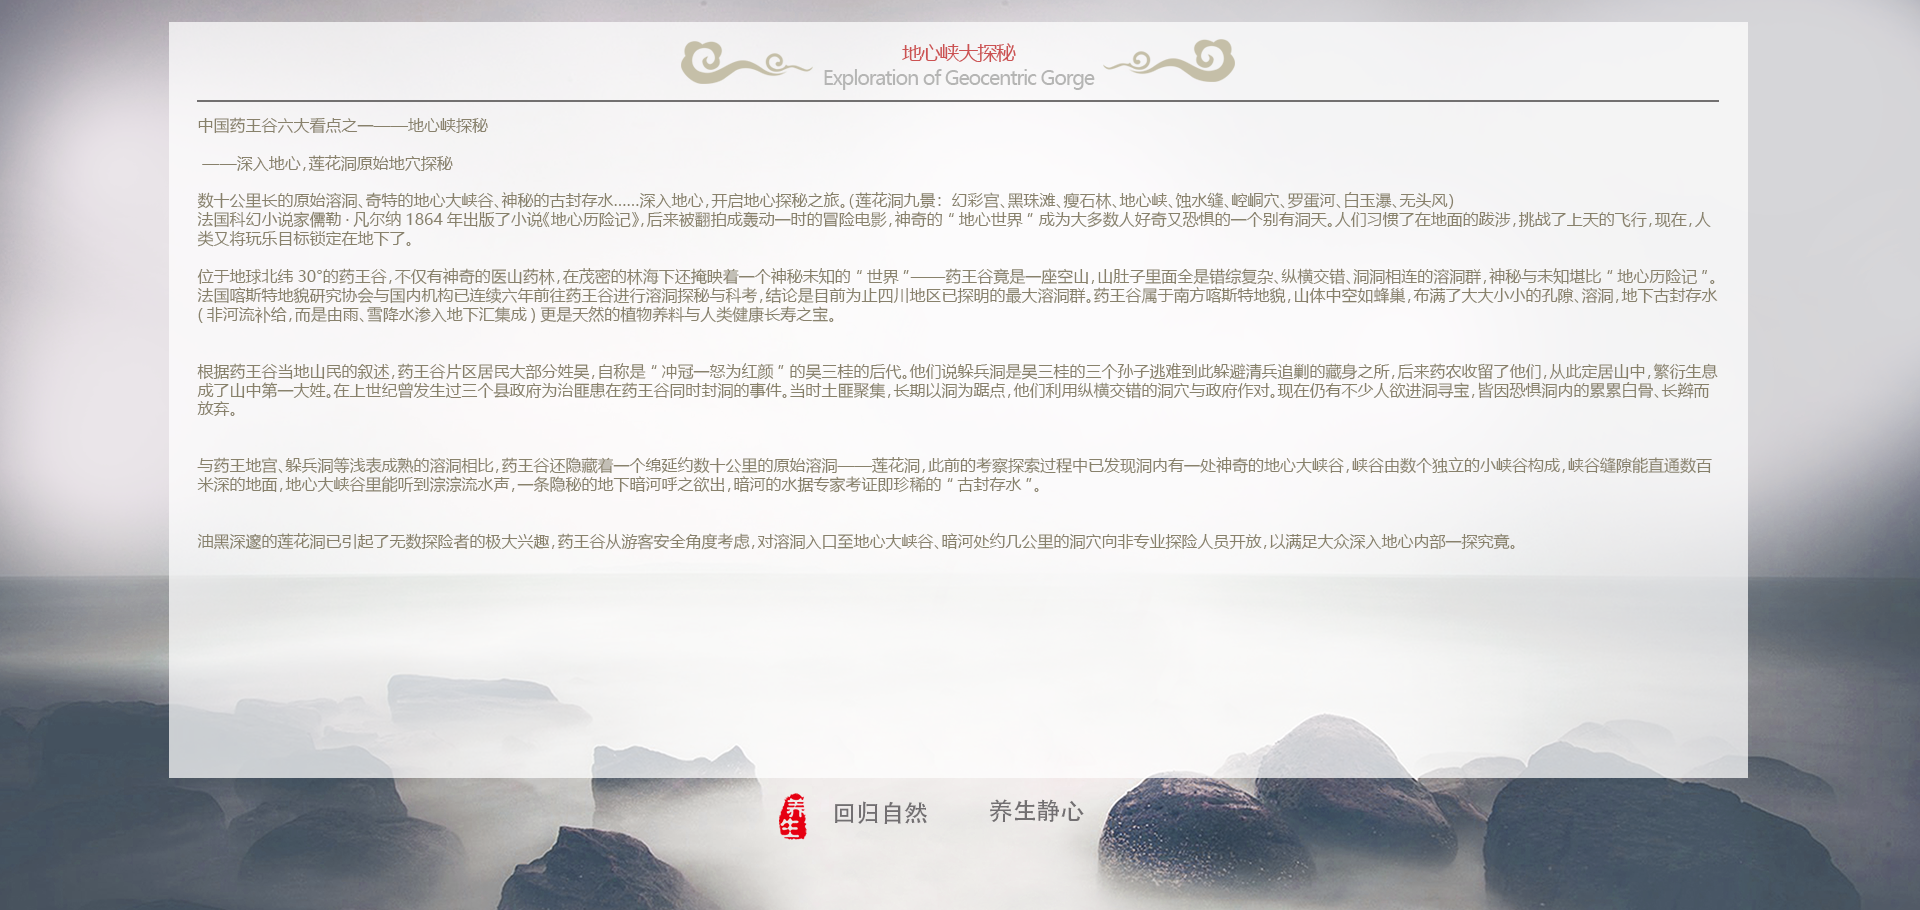 地心峡大探秘
Exploration of Geocentric Gorge
中国药王谷六大看点之一——地心峡探秘
——深入地心，莲花洞原始地穴探秘
数十公里长的原始溶洞、奇特的地心大峡谷、神秘的古封存水……深入地心，开启地心探秘之旅。（莲花洞九景：幻彩宫、黑珠滩、瘦石林、地心峡、蚀水缝、崆峒穴、罗蛋河、白玉瀑、无头风）
法国科幻小说家儒勒·凡尔纳 1864 年出版了小说《地心历险记》，后来被翻拍成轰动一时的冒险电影，神奇的“地心世界”成为大多数人好奇又恐惧的一个别有洞天。人们习惯了在地面的跋涉，挑战了上天的飞行，现在，人
类又将玩乐目标锁定在地下了。
位于地球北纬 30°的药王谷，不仅有神奇的医山药林，在茂密的林海下还掩映着一个神秘未知的“世界”——药王谷竟是一座空山，山肚子里面全是错综复杂、纵横交错、洞洞相连的溶洞群，神秘与未知堪比“地心历险记”。
法国喀斯特地貌研究协会与国内机构已连续六年前往药王谷进行溶洞探秘与科考，结论是目前为止四川地区已探明的最大溶洞群。药王谷属于南方喀斯特地貌，山体中空如蜂巢，布满了大大小小的孔隙、溶洞，地下古封存水
(非河流补给，而是由雨、雪降水渗入地下汇集成) 更是天然的植物养料与人类健康长寿之宝。
根据药王谷当地山民的叙述，药王谷片区居民大部分姓吴，自称是“冲冠一怒为红颜”的吴三桂的后代。他们说躲兵洞是吴三桂的三个孙子逃难到此躲避清兵追剿的藏身之所，后来药农收留了他们，从此定居山中，繁衍生息
成了山中第一大姓。在上世纪曾发生过三个县政府为治匪患在药王谷同时封洞的事件。当时土匪聚集，长期以洞为踞点，他们利用纵横交错的洞穴与政府作对。现在仍有不少人欲进洞寻宝，皆因恐惧洞内的累累白骨、长辫而
放弃。
与药王地宫、躲兵洞等浅表成熟的溶洞相比，药王谷还隐藏着一个绵延约数十公里的原始溶洞——莲花洞，此前的考察探索过程中已发现洞内有一处神奇的地心大峡谷，峡谷由数个独立的小峡谷构成，峡谷缝隙能直通数百
米深的地面，地心大峡谷里能听到淙淙流水声，一条隐秘的地下暗河呼之欲出，暗河的水据专家考证即珍稀的“古封存水”。
油黑深邃的莲花洞已引起了无数探险者的极大兴趣，药王谷从游客安全角度考虑，对溶洞入口至地心大峡谷、暗河处约几公里的洞穴向非专业探险人员开放，以满足大众深入地心内部一探究竟。
养生
回归自然
养生静心